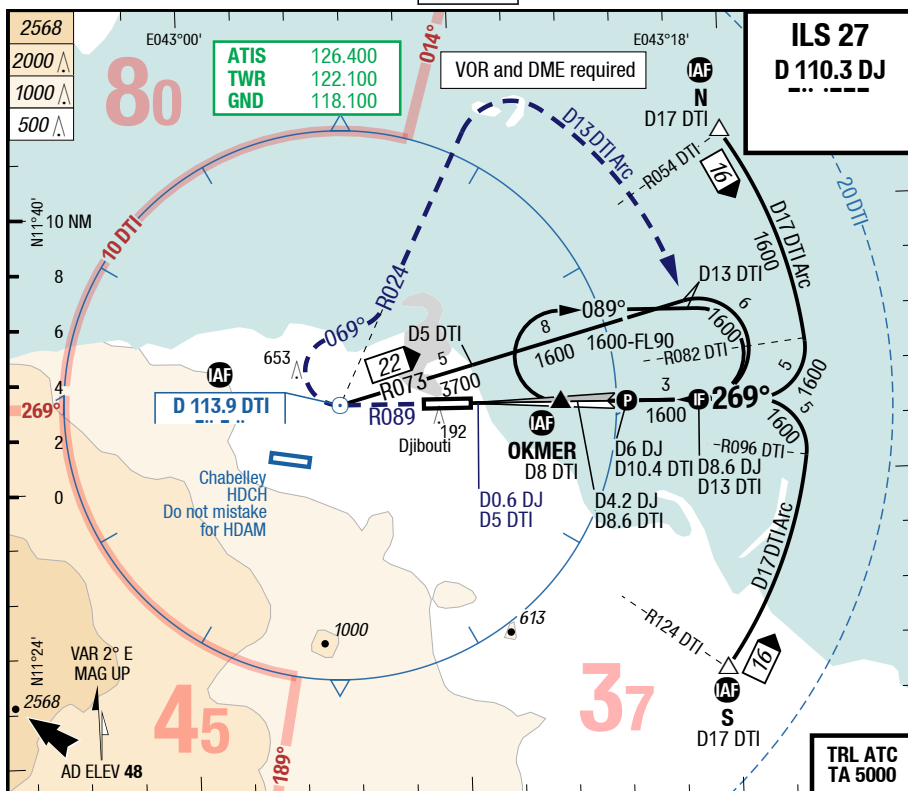 2568
2000
1000
500
E043°00'
80
ATIS 126.400
TWR 122.100
GND 118.100
014°
VOR and DME required
E043°18'
IAF
N
D17 DTI
ILS 27
D 110.3 DJ
N11°40'
10 NM
8
6
4
2
0
10 DTI
20 DTI
D13 DTI Arc
R054 DTI
16
D17 DTI Arc
1600
D13 DTI
R024
069°
D5 DTI
8
089°
1600
1600-FL90
6
1600
R082 DTI
5
1600
653
22
5
R073
3700
IAF
D 113.9 DTI
269°
R089
192
Djibouti
IAF
OKMER
D8 DTI
P
3
1600
IF
269°
5
1600
R096 DTI
D6 DJ
D10.4 DTI
D8.6 DJ
D13 DTI
D0.6 DJ
D5 DTI
D4.2 DJ
D8.6 DTI
Chabelley
HDCH
Do not mistake
for HDAM
D17 DTI Arc
R124 DTI
16
IAF
S
D17 DTI
1000
613
37
45
189°
N11°24'
VAR 2° E
MAG UP
2568
AD ELEV 48
TRL ATC
TA 5000